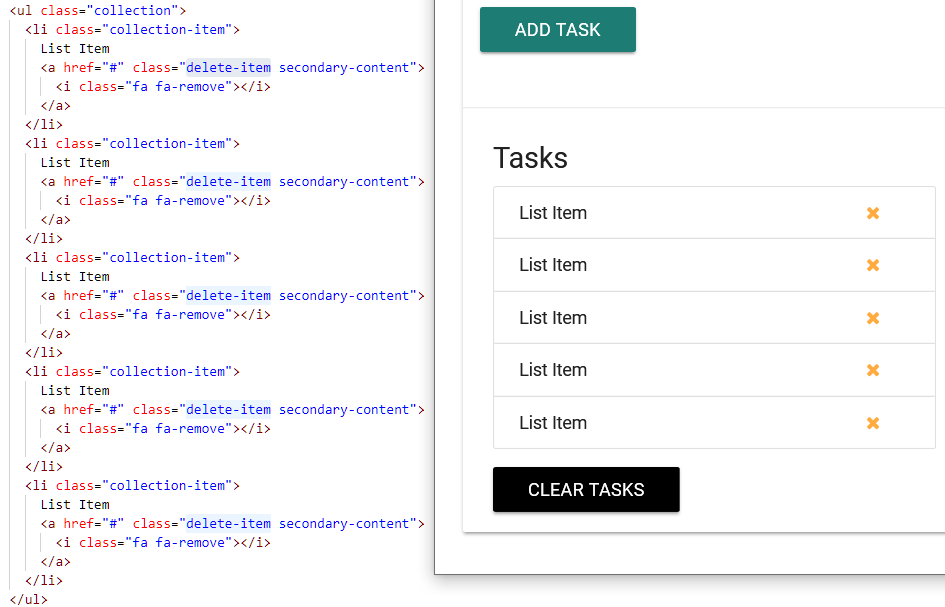 <ul class="collection">
<li class="collection-item">
List Item
<a href="#" class="delete-item secondary-content">
<i class="fa fa-remove"></i>
</a>
</li>
<li class="collection-item">
List Item
<a href="#" class="delete-item secondary-content">
<i class="fa fa-remove"></i>
</a>
</li>
<li class="collection-item">
List Item
<a href="#" class="delete-item secondary-content">
<i class="fa fa-remove"></i>
</a>
</li>
<li class="collection-item">
List Item
<a href="#" class="delete-item secondary-content">
<i class="fa fa-remove"></i>
</a>
</li>
<li class="collection-item">
List Item
<a href="#" class="delete-item secondary-content">
<i class="fa fa-remove"></i>
</a>
</li>
</ul>
ADD TASK
Tasks
List Item
List Item
List Item
List Item
List Item
CLEAR TASKS